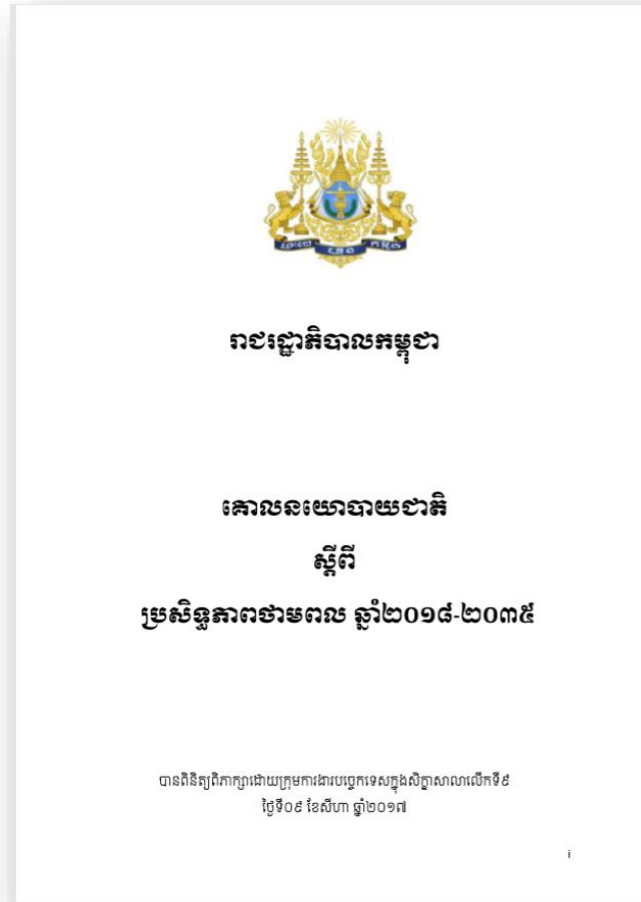 រាជរដ្ឋាភិបាលកម្ពុជា
គោលនយោបាយជាតិ
ស្តីពី
ប្រសិទ្ធភាពថាមពល ឆ្នាំ២០១៨-២០៣៥
បានពិនិត្យពិភាក្សាដោយក្រុមការងារបច្ចេកទេសក្នុងសិក្ខាសាលាលើកទី៩
ថ្ងៃទី០៩ ខែសីហា ឆ្នាំ២០១៧
i